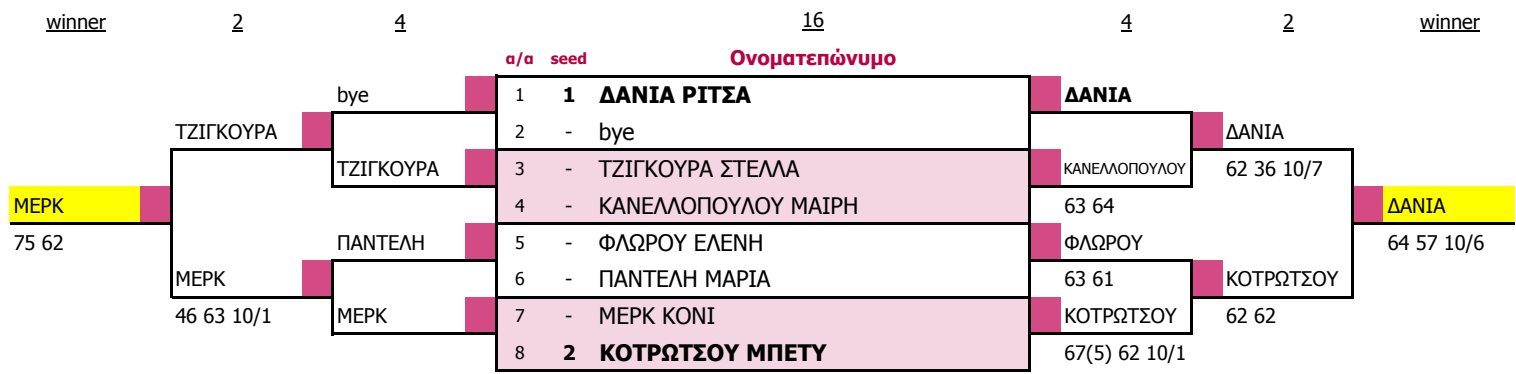 winner 2 4 16 4 2 winner
α/α seed Ονοματεπώνυμο
bye 1 1 ΔΑΝΙΑ ΡΙΤΣΑ ΔΑΝΙΑ
ΤΖΙΓΚΟΥΡΑ 2 - bye ΔΑΝΙΑ
ΤΖΙΓΚΟΥΡΑ 3 - ΤΖΙΓΚΟΥΡΑ ΣΤΕΛΛΑ ΚΑΝΕΛΛΟΠΟΥΛΟΥ 62 36 10/7
ΜΕΡΚ 4 - ΚΑΝΕΛΛΟΠΟΥΛΟΥ ΜΑΙΡΗ 63 64 ΔΑΝΙΑ
75 62 ΠΑΝΤΕΛΗ 5 - ΦΛΩΡΟΥ ΕΛΕΝΗ ΦΛΩΡΟΥ 64 57 10/6
ΜΕΡΚ 6 - ΠΑΝΤΕΛΗ ΜΑΡΙΑ 63 61 ΚΟΤΡΩΤΣΟΥ
46 63 10/1 ΜΕΡΚ 7 - ΜΕΡΚ ΚΟΝΙ ΚΟΤΡΩΤΣΟΥ 62 62
8 2 ΚΟΤΡΩΤΣΟΥ ΜΠΕΤΥ 67(5) 62 10/1